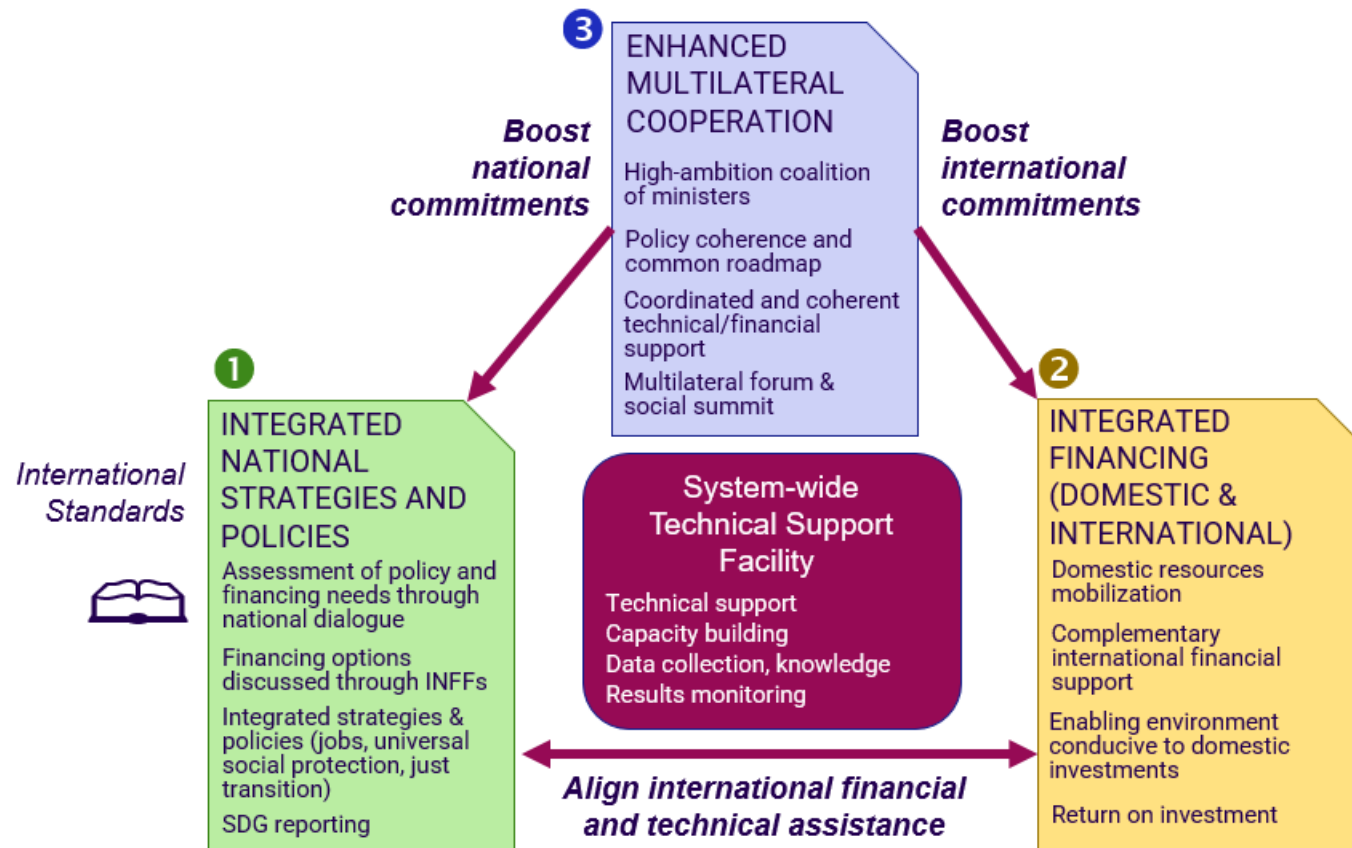 3
ENHANCED
MULTILATERAL
COOPERATION
High-ambition coalition
of ministers
Policy coherence and
common roadmap
Coordinated and coherent
technical/financial
support
Multilateral forum &
social summit
Boost
national
commitments
Boost
international
commitments
1
INTEGRATED
NATIONAL
STRATEGIES AND
POLICIES
Assessment of policy and
financing needs through
national dialogue
Financing options
discussed through INFFs
Integrated strategies &
policies (jobs, universal
social protection, just
transition)
SDG reporting
International
Standards
System-wide
Technical Support
Facility
Technical support
Capacity building
Data collection, knowledge
Results monitoring
2
INTEGRATED
FINANCING
(DOMESTIC &
INTERNATIONAL)
Domestic resources
mobilization
Complementary
international financial
support
Enabling environment
conducive to domestic
investments
Return on investment
Align international financial
and technical assistance